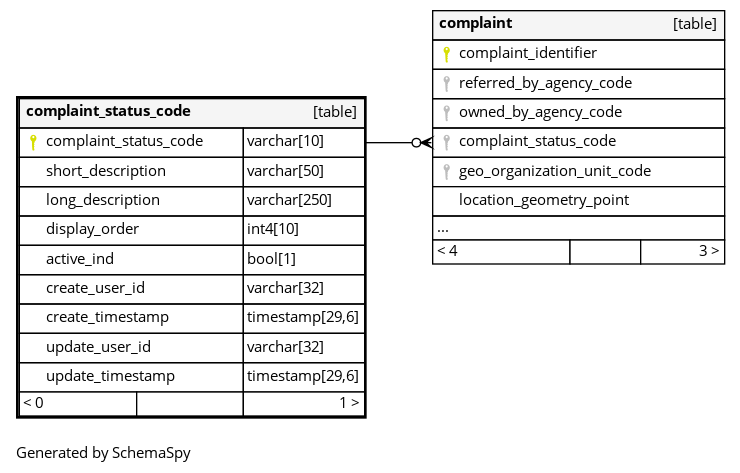 complaint [table]
complaint_identifier
referred_by_agency_code
owned_by_agency_code
complaint_status_code
geo_organization_unit_code
location_geometry_point
...
< 4 3 >
complaint_status_code [table]
complaint_status_code varchar[10]
short_description varchar[50]
long_description varchar[250]
display_order int4[10]
active_ind bool[1]
create_user_id varchar[32]
create_timestamp timestamp[29,6]
update_user_id varchar[32]
update_timestamp timestamp[29,6]
< 0 1 >
Generated by SchemaSpy